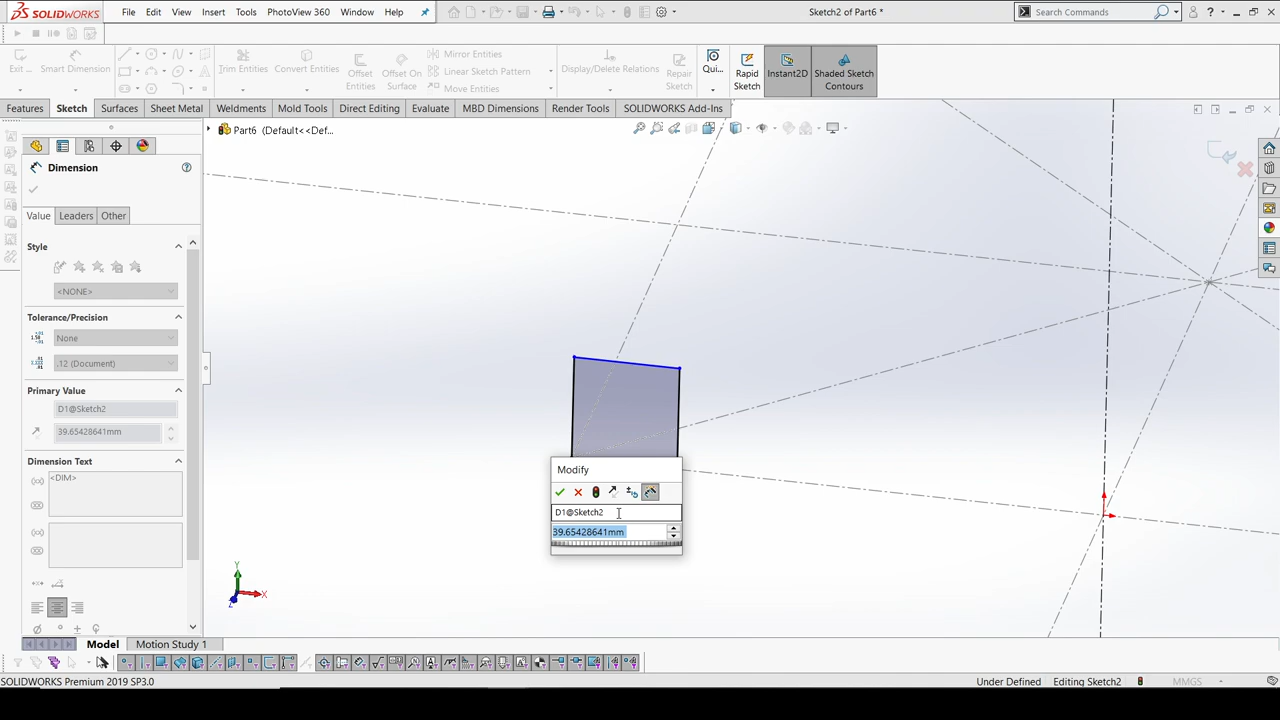 SOLIDWORKS File Edit View Insert Tools PhotoView 360 Window Help Sketch2 of Part6 * Search Commands
Exit ... Smart Dimension Trim Entities Convert Entities Offset Entities Offset On Surface Mirror Entities Linear Sketch Pattern Move Entities Display/Delete Relations Repair Sketch Qui... Rapid Sketch Instant2D Shaded Sketch Contours
Features Sketch Surfaces Sheet Metal Weldments Mold Tools Direct Editing Evaluate MBD Dimensions Render Tools SOLIDWORKS Add-Ins
Part6 (Default<<Def...
Dimension
Value Leaders Other
Style
<NONE>
Tolerance/Precision
None
.12 (Document)
Primary Value
D1@Sketch2
39.65428641mm
Dimension Text
<DIM>
Modify
D1@Sketch2
39.65428641mm
Y
X
Z
Model Motion Study 1
SOLIDWORKS Premium 2019 SP3.0 Under Defined Editing Sketch2 MMGS